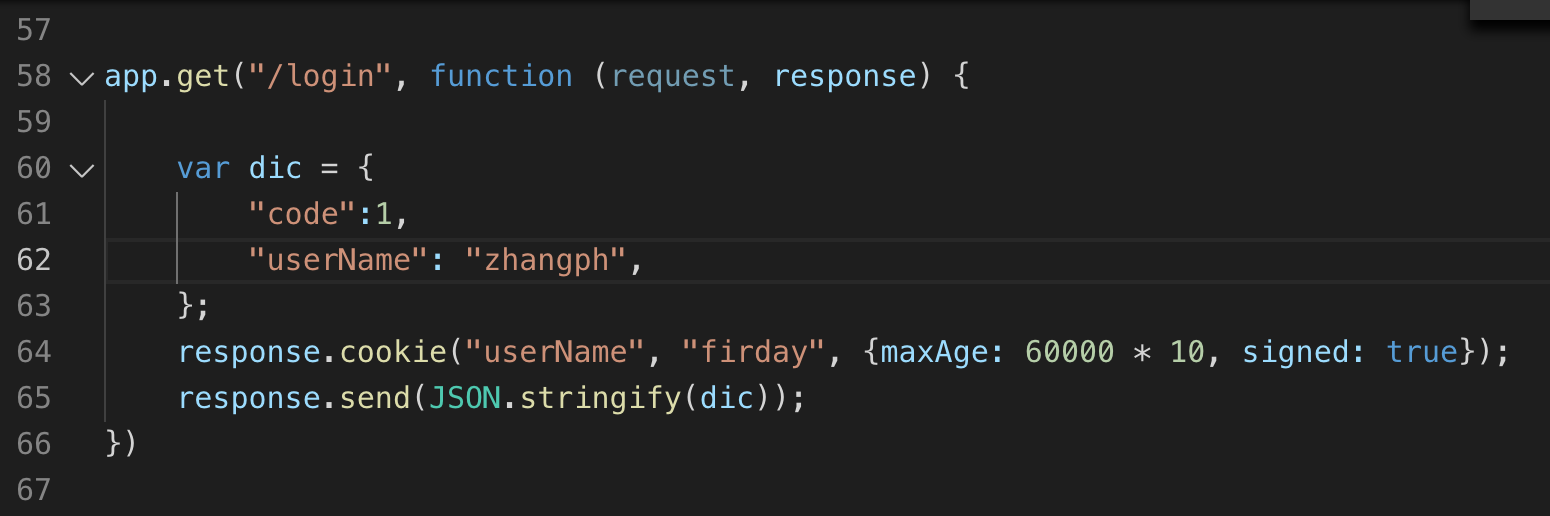 57
58 app.get("/login", function (request, response) {
59
60 var dic = {
61 "code":1,
62 "userName": "zhangph",
63 };
64 response.cookie("userName", "firday", {maxAge: 60000 * 10, signed: true});
65 response.send(JSON.stringify(dic));
66 })
67